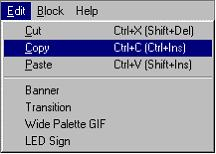 Edit Block Help
Cut Ctrl+X (Shift+Del)
Copy Ctrl+C (Ctrl+Ins)
Paste Ctrl+V (Shift+Ins)
Banner
Transition
Wide Palette GIF
LED Sign